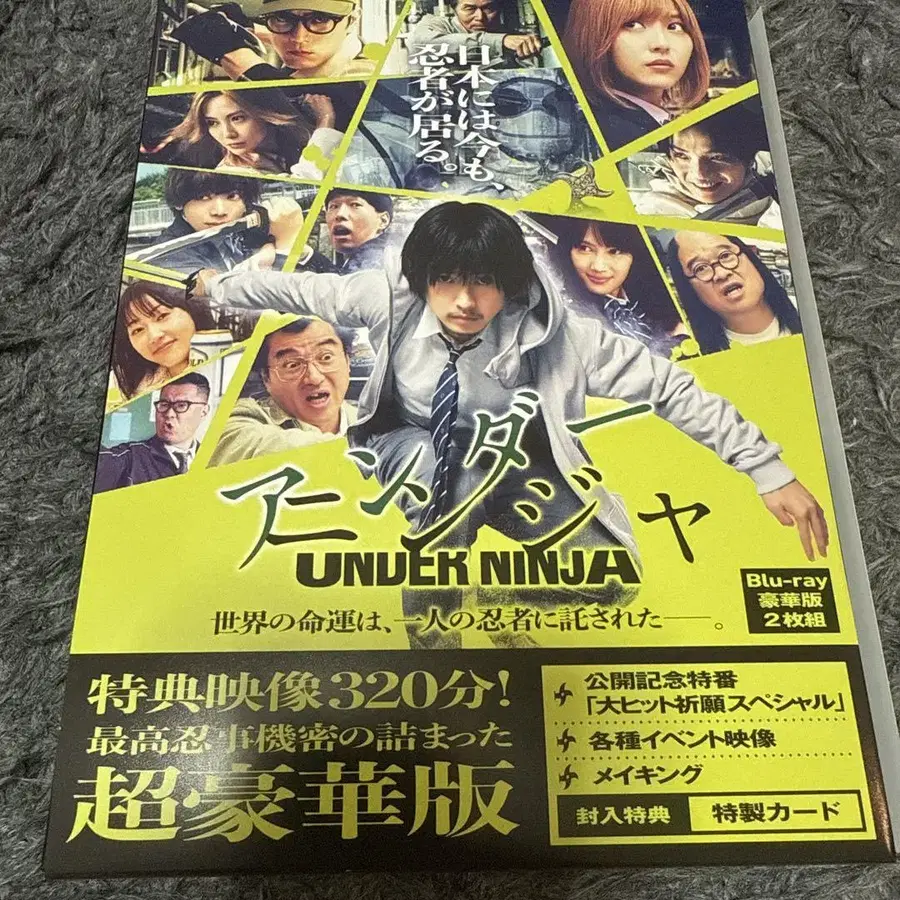 日本には今も、
忍者が居る。
アンダー
ニンジャ
UNDER NINJA
世界の命運は、一人の忍者に託された――。
Blu-ray
豪華版
2枚組
特典映像320分!
最高忍事機密の詰まった
超・豪華版
公開記念特番
「大ヒット祈願スペシャル」
各種イベント映像
メイキング
封入特典 特製カード